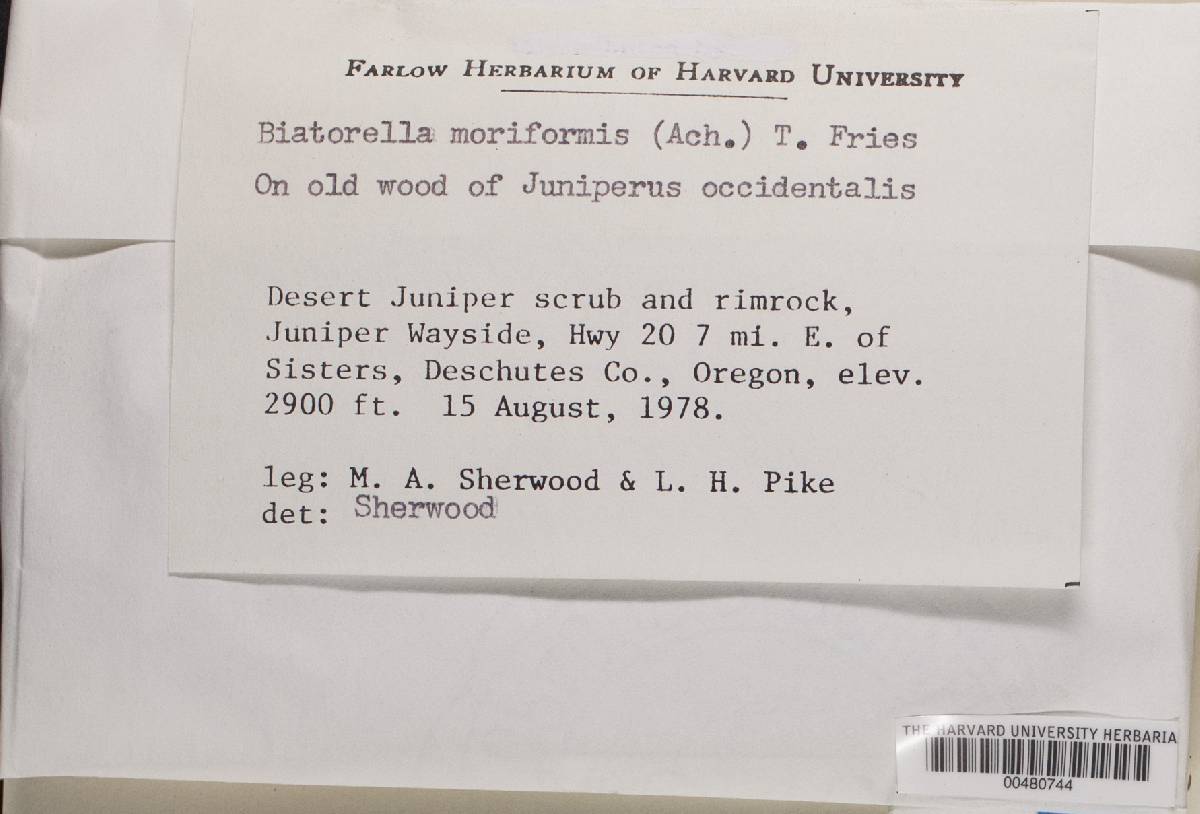 FARLOW HERBARIUM OF HARVARD UNIVERSITY
Biatorella moriformis (Ach.) T. Fries
On old wood of Juniperus occidentalis
Desert Juniper scrub and rimrock,
Juniper Wayside, Hwy 20 7 mi. E. of
Sisters, Deschutes Co., Oregon, elev.
2900 ft. 15 August, 1978.
leg: M. A. Sherwood & L. H. Pike
det: Sherwood
THE HARVARD UNIVERSITY HERBARIA
00480744